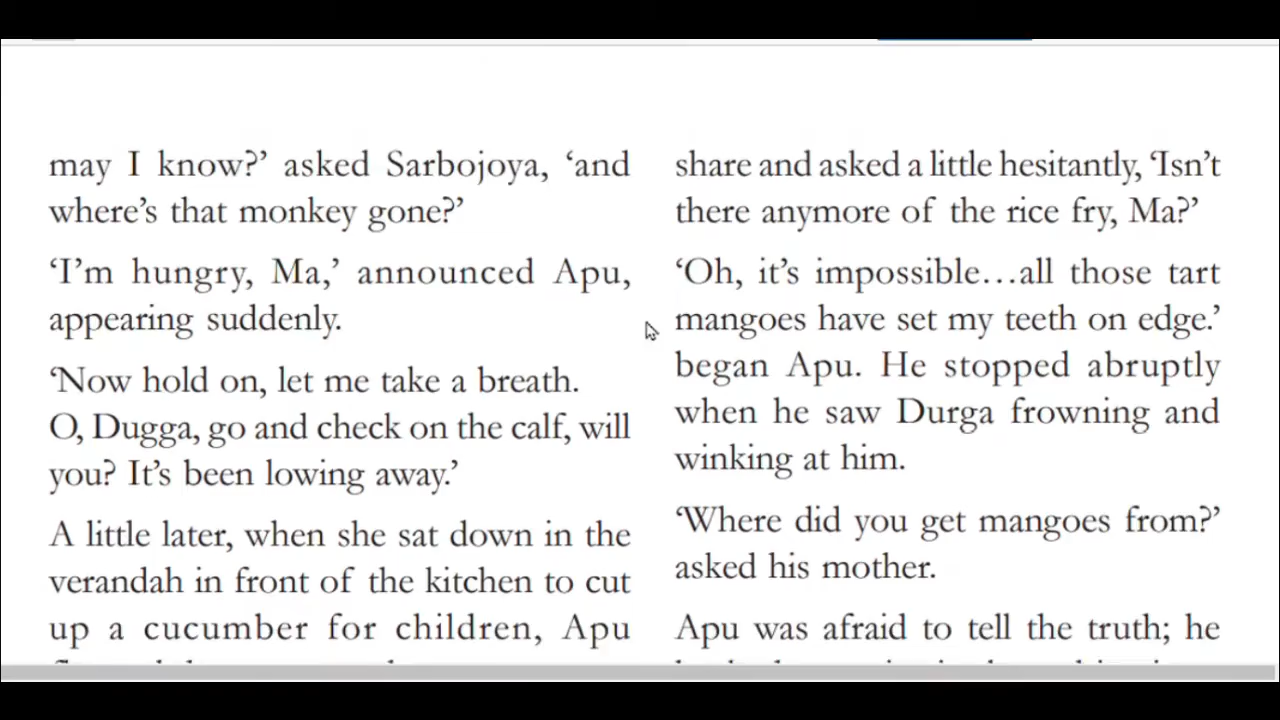 may I know?’ asked Sarbojoya, ‘and
where’s that monkey gone?’
‘I’m hungry, Ma,’ announced Apu,
appearing suddenly.
‘Now hold on, let me take a breath.
O, Dugga, go and check on the calf, will
you? It’s been lowing away.’
A little later, when she sat down in the
verandah in front of the kitchen to cut
up a cucumber for children, Apu
share and asked a little hesitantly, ‘Isn’t
there anymore of the rice fry, Ma?’
‘Oh, it’s impossible…all those tart
mangoes have set my teeth on edge.’
began Apu. He stopped abruptly
when he saw Durga frowning and
winking at him.
‘Where did you get mangoes from?’
asked his mother.
Apu was afraid to tell the truth; he